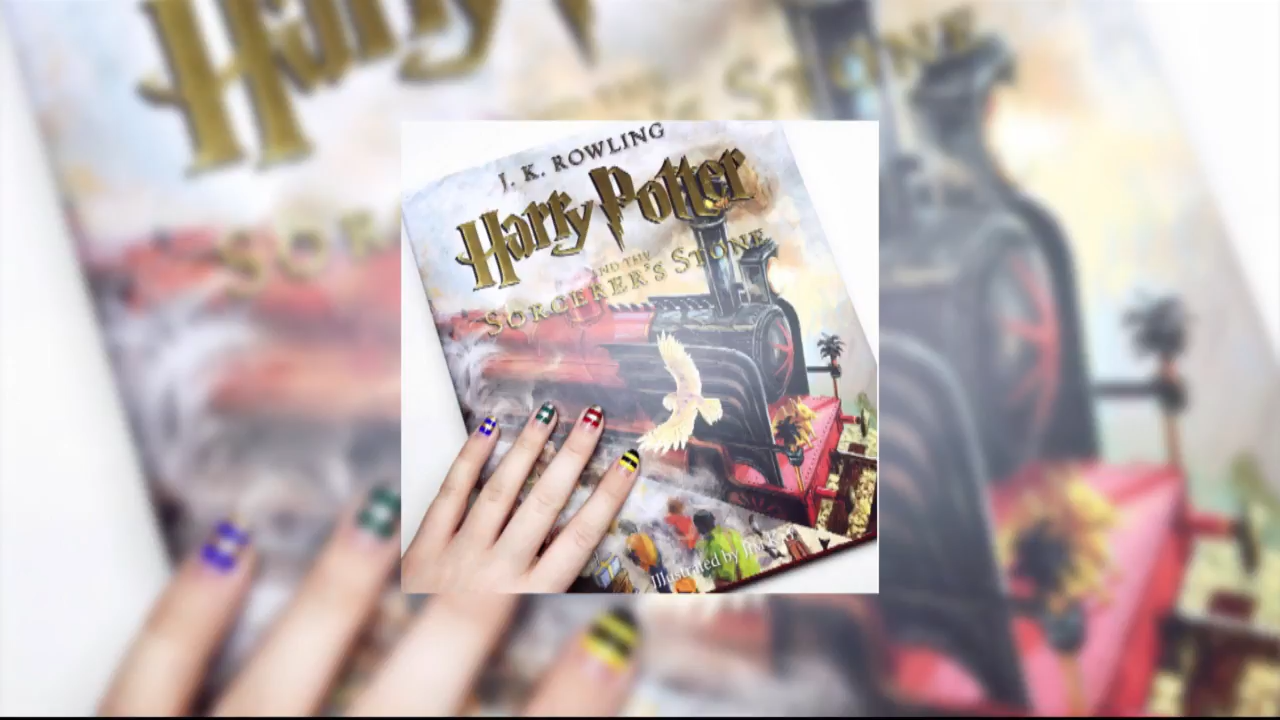 J. K. ROWLING
Harry Potter
AND THE
SORCERER'S STONE
Illustrated by